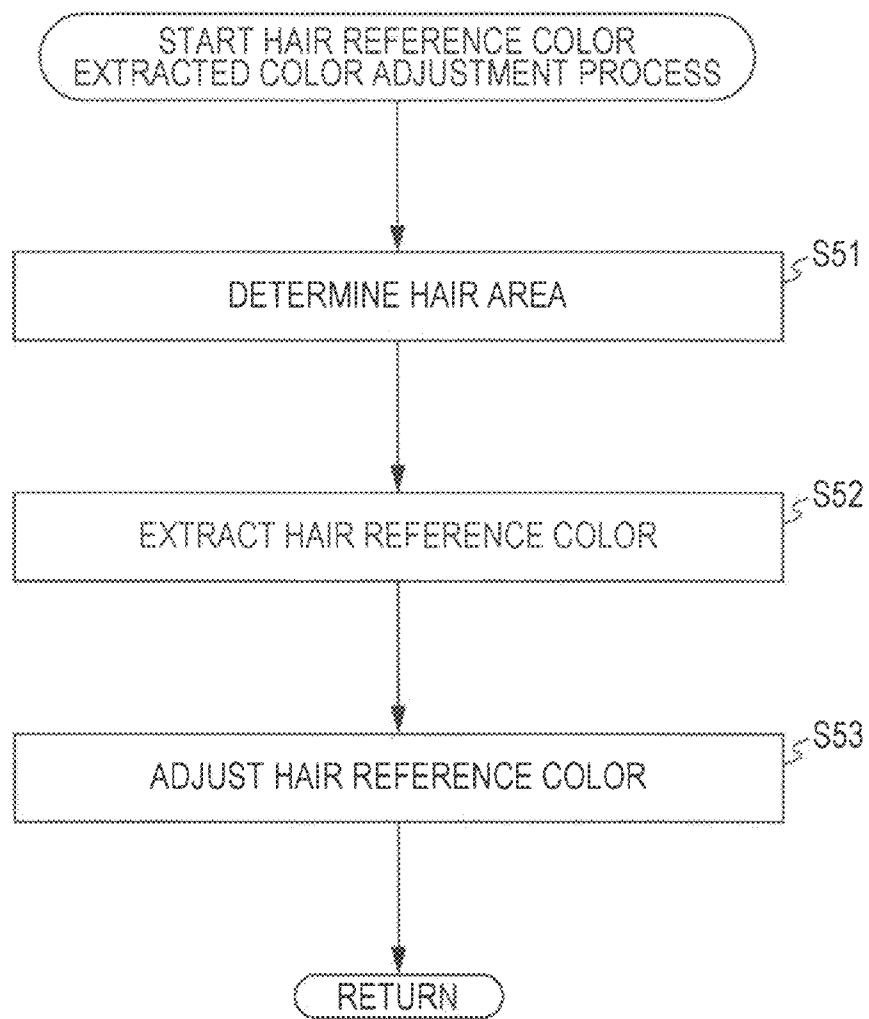 START HAIR REFERENCE COLOR
EXTRACTED COLOR ADJUSTMENT PROCESS
S51
DETERMINE HAIR AREA
S52
EXTRACT HAIR REFERENCE COLOR
S53
ADJUST HAIR REFERENCE COLOR
RETURN